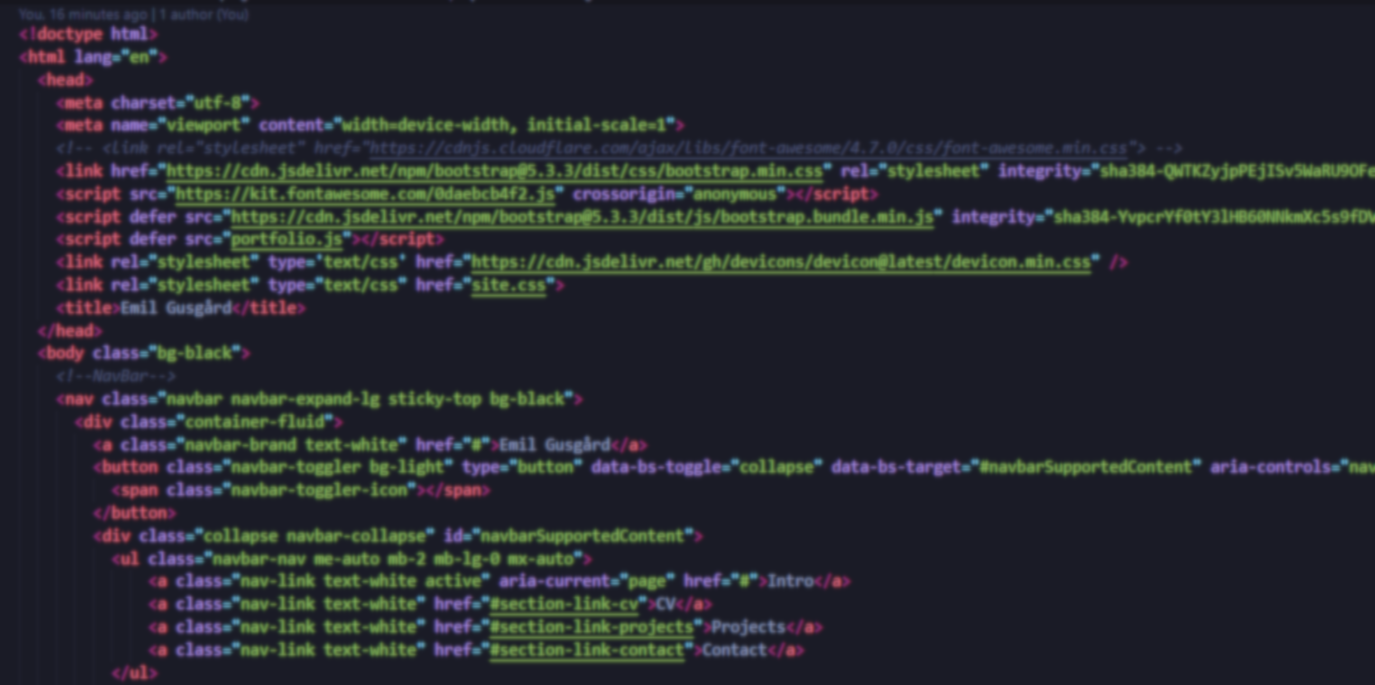 You, 16 minutes ago | 1 author (You)
<!doctype html>
<html lang="en">
<head>
<meta charset="utf-8">
<meta name="viewport" content="width=device-width, initial-scale=1">
<!-- <link rel="stylesheet" href="https://cdnjs.cloudflare.com/ajax/libs/font-awesome/4.7.0/css/font-awesome.min.css"> -->
<link href="https://cdn.jsdelivr.net/npm/bootstrap@5.3.3/dist/css/bootstrap.min.css" rel="stylesheet" integrity="sha384-QWTKZyjpPEjISv5WaRU9OFe
<script src="https://kit.fontawesome.com/0daebcb4f2.js" crossorigin="anonymous"></script>
<script defer src="https://cdn.jsdelivr.net/npm/bootstrap@5.3.3/dist/js/bootstrap.bundle.min.js" integrity="sha384-YvpcrYf0tY3lHB60NNkmXc5s9fDV
<script defer src="portfolio.js"></script>
<link rel="stylesheet" type='text/css' href="https://cdn.jsdelivr.net/gh/devicons/devicon@latest/devicon.min.css" />
<link rel="stylesheet" type="text/css" href="site.css">
<title>Emil Gusgård</title>
</head>
<body class="bg-black">
<!--NavBar-->
<nav class="navbar navbar-expand-lg sticky-top bg-black">
<div class="container-fluid">
<a class="navbar-brand text-white" href="#">Emil Gusgård</a>
<button class="navbar-toggler bg-light" type="button" data-bs-toggle="collapse" data-bs-target="#navbarSupportedContent" aria-controls="nav
<span class="navbar-toggler-icon"></span>
</button>
<div class="collapse navbar-collapse" id="navbarSupportedContent">
<ul class="navbar-nav me-auto mb-2 mb-lg-0 mx-auto">
<a class="nav-link text-white active" aria-current="page" href="#">Intro</a>
<a class="nav-link text-white" href="#section-link-cv">CV</a>
<a class="nav-link text-white" href="#section-link-projects">Projects</a>
<a class="nav-link text-white" href="#section-link-contact">Contact</a>
</ul>